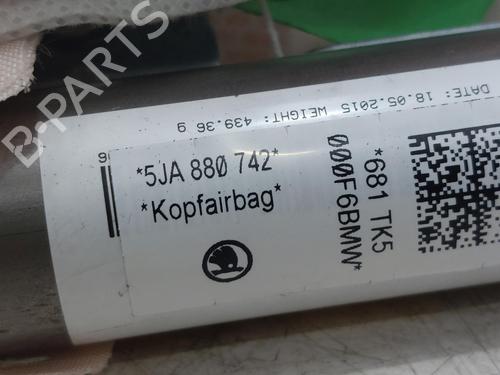 B-PARTS
DATE: 18.05.2015 WEIGHT: 439.36 g
*5JA 880 742*
*Kopfairbag*
*681 TK5
000F6BMW*